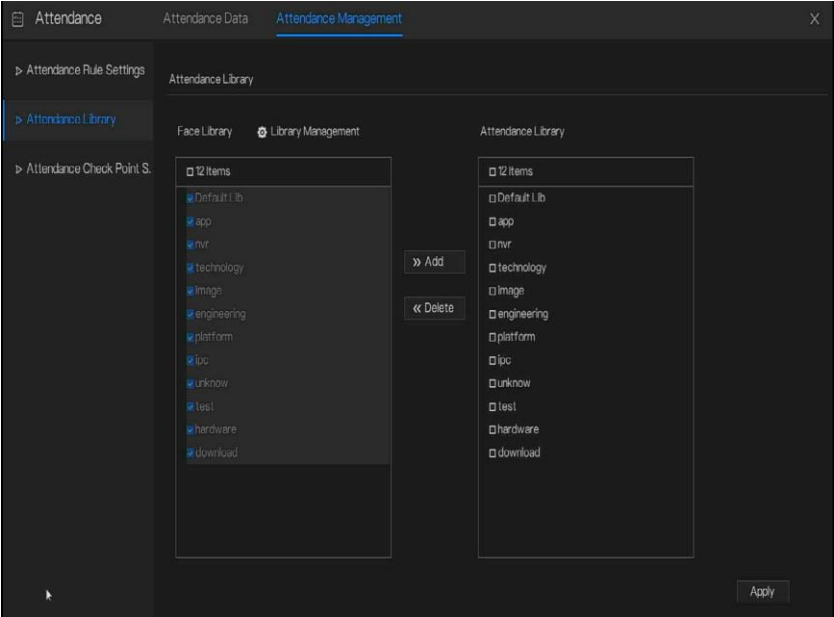 Attendance
Attendance Data
Attendance Management
X
Attendance Rule Settings
Attendance Library
Attendance Check Point S.
Attendance Library
Face Library
Library Management
Attendance Library
12 Items
Default Lib
app
nvr
technology
Image
engineering
platform
ipc
unknow
test
hardware
download
» Add
« Delete
12 Items
Default Lib
app
nvr
technology
Image
engineering
platform
ipc
unknow
test
hardware
download
Apply